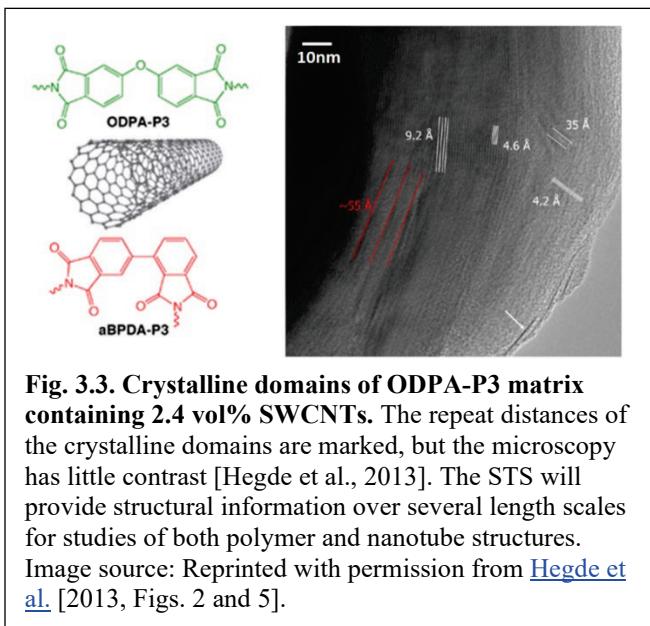 O
O
O
N
N
O
O
ODPA-P3
O
O
N
O
N
O
O
aBPDA-P3
10nm
9.2 Å
4.6 Å
35 Å
4.2 Å
~55 Å
Fig. 3.3. Crystalline domains of ODPA-P3 matrix
containing 2.4 vol% SWCNTs. The repeat distances of
the crystalline domains are marked, but the microscopy
has little contrast [Hegde et al., 2013]. The STS will
provide structural information over several length scales
for studies of both polymer and nanotube structures.
Image source: Reprinted with permission from Hegde et
al. [2013, Figs. 2 and 5].